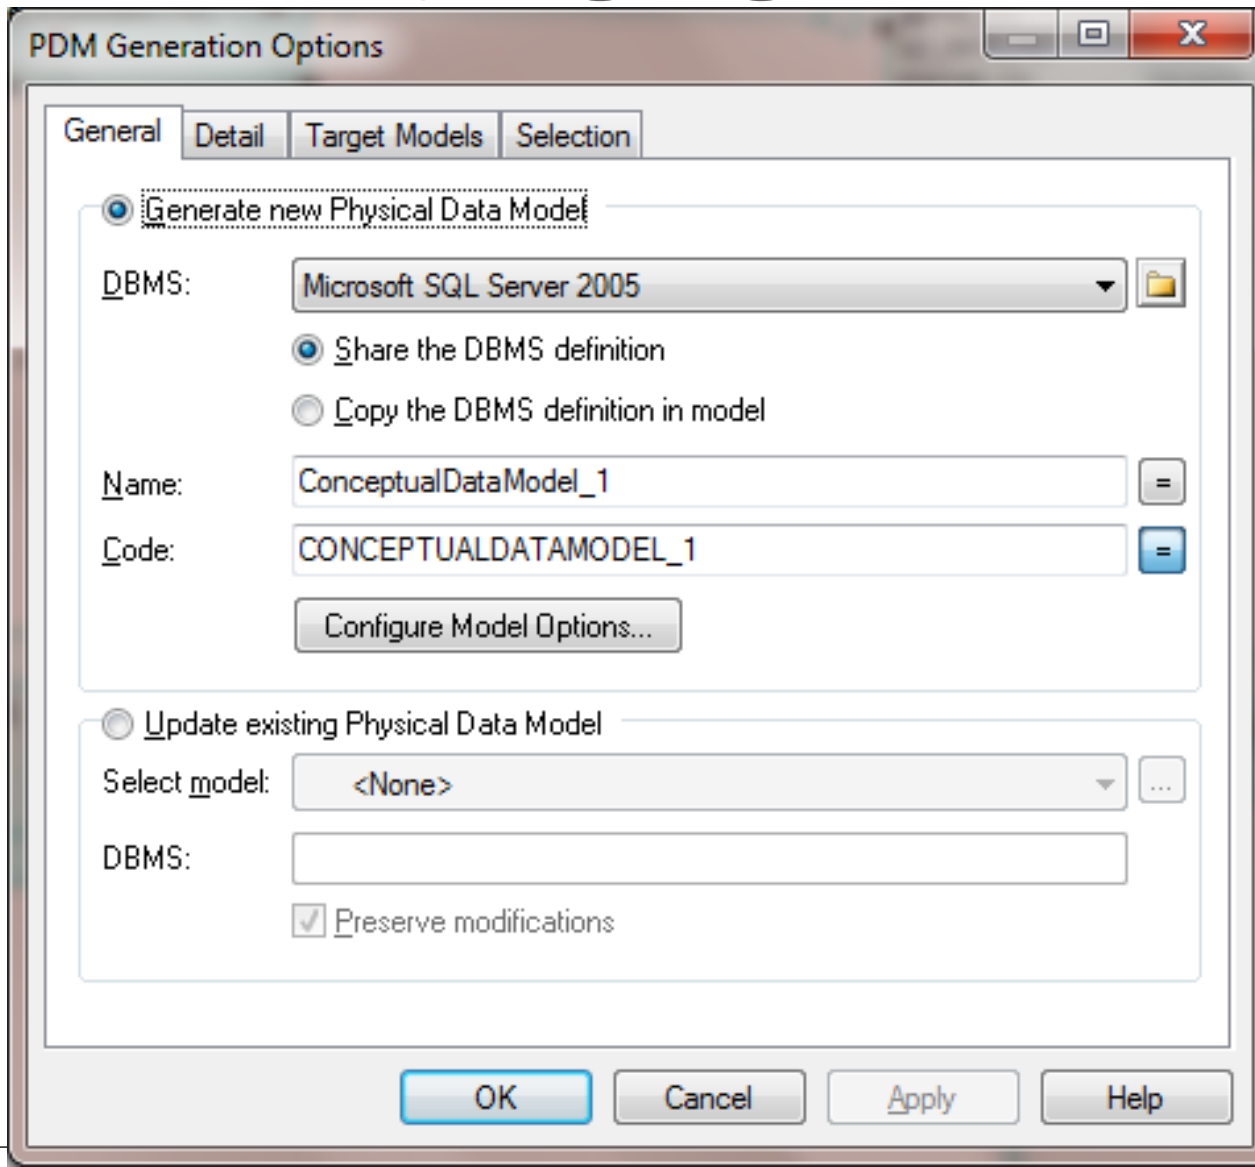 PDM Generation Options
General Detail Target Models Selection
Generate new Physical Data Model
DBMS: Microsoft SQL Server 2005
Share the DBMS definition
Copy the DBMS definition in model
Name: ConceptualDataModel_1 =
Code: CONCEPTUALDATAMODEL_1 =
Configure Model Options...
Update existing Physical Data Model
Select model: <None> ...
DBMS:
Preserve modifications
OK Cancel Apply Help